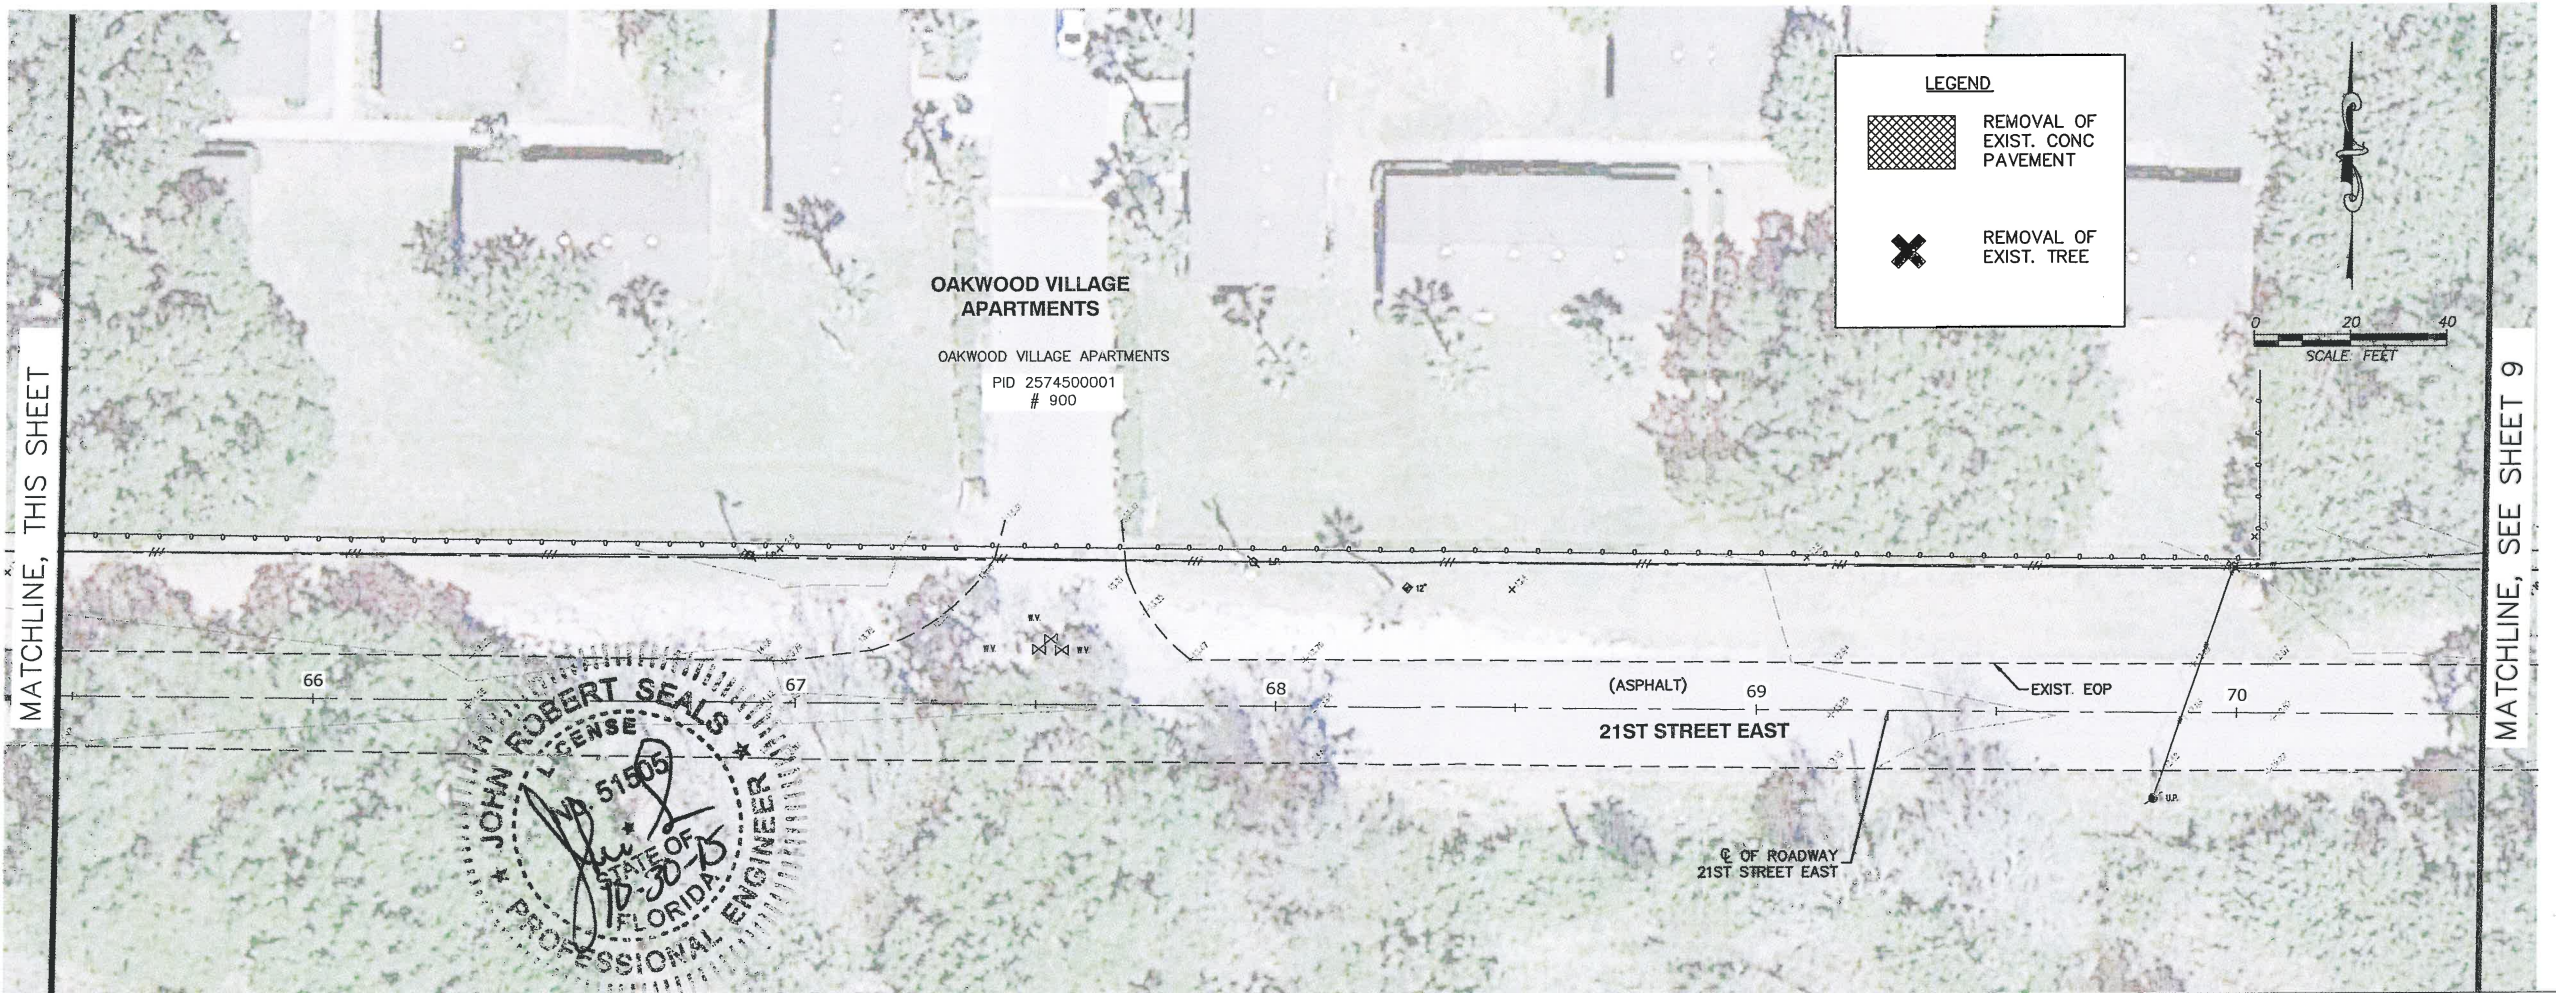 LEGEND
REMOVAL OF
EXIST. CONC
PAVEMENT
REMOVAL OF
EXIST. TREE
0 20 40
SCALE: FEET
OAKWOOD VILLAGE
APARTMENTS
OAKWOOD VILLAGE APARTMENTS
PID 2574500001
# 900
MATCHLINE, THIS SHEET
MATCHLINE, SEE SHEET 9
L.P.
L.P.
12"
W.V.
W.V.
W.V.
66
67
68
69
70
(ASPHALT)
EXIST. EOP
21ST STREET EAST
U.P.
℄ OF ROADWAY
21ST STREET EAST
JOHN ROBERT SEALS
LICENSE
No. 51505
STATE OF
10-30-15
FLORIDA
PROFESSIONAL ENGINEER